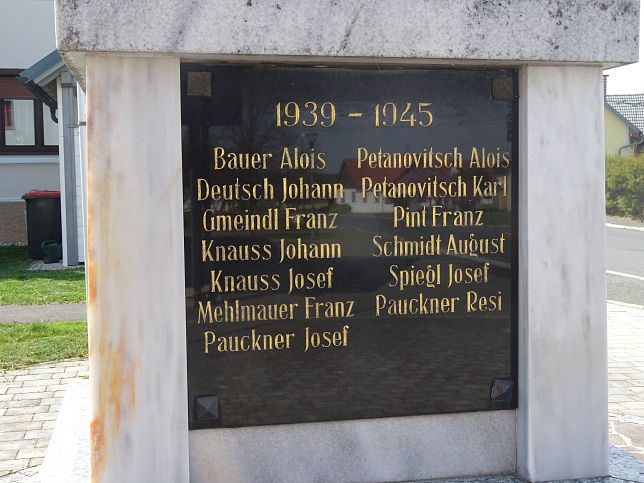 1939 - 1945
Bauer Alois
Deutsch Johann
Gmeindl Franz
Knauss Johann
Knauss Josef
Mehlmauer Franz
Pauckner Josef
Petanovitsch Alois
Petanovitsch Karl
Pint Franz
Schmidt August
Spiegl Josef
Pauckner Resi